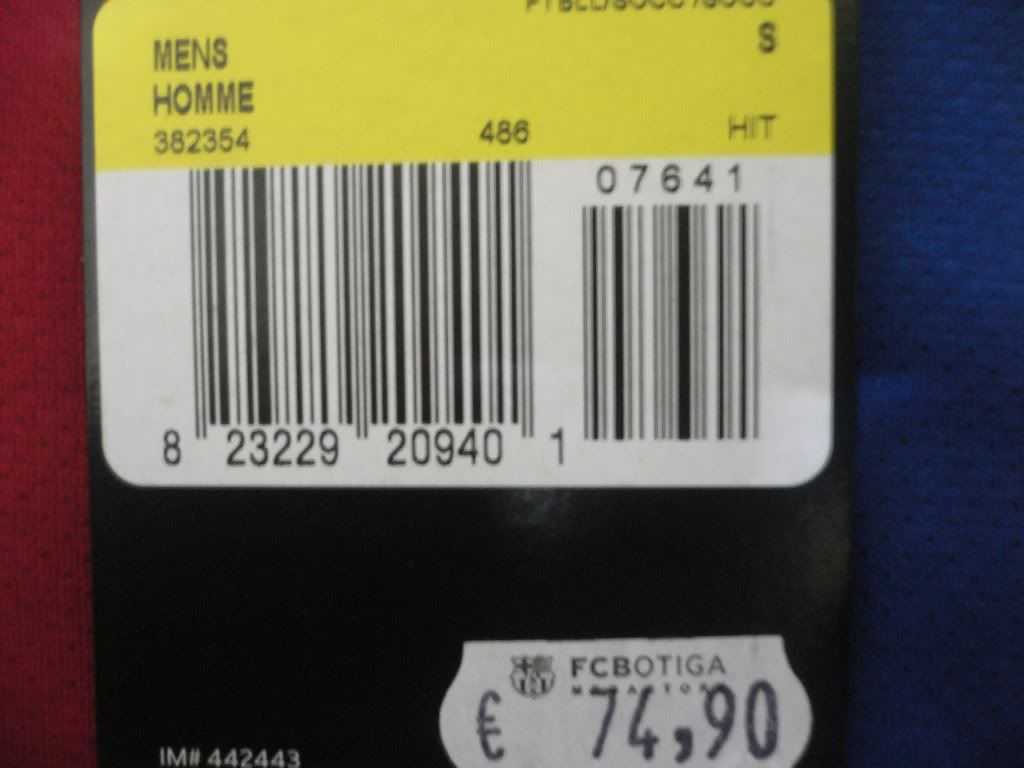 S
MENS
HOMME
382354 486 HIT
07641
8 23229 20940 1
FCBOTIGA
€ 74,90
IM# 442443